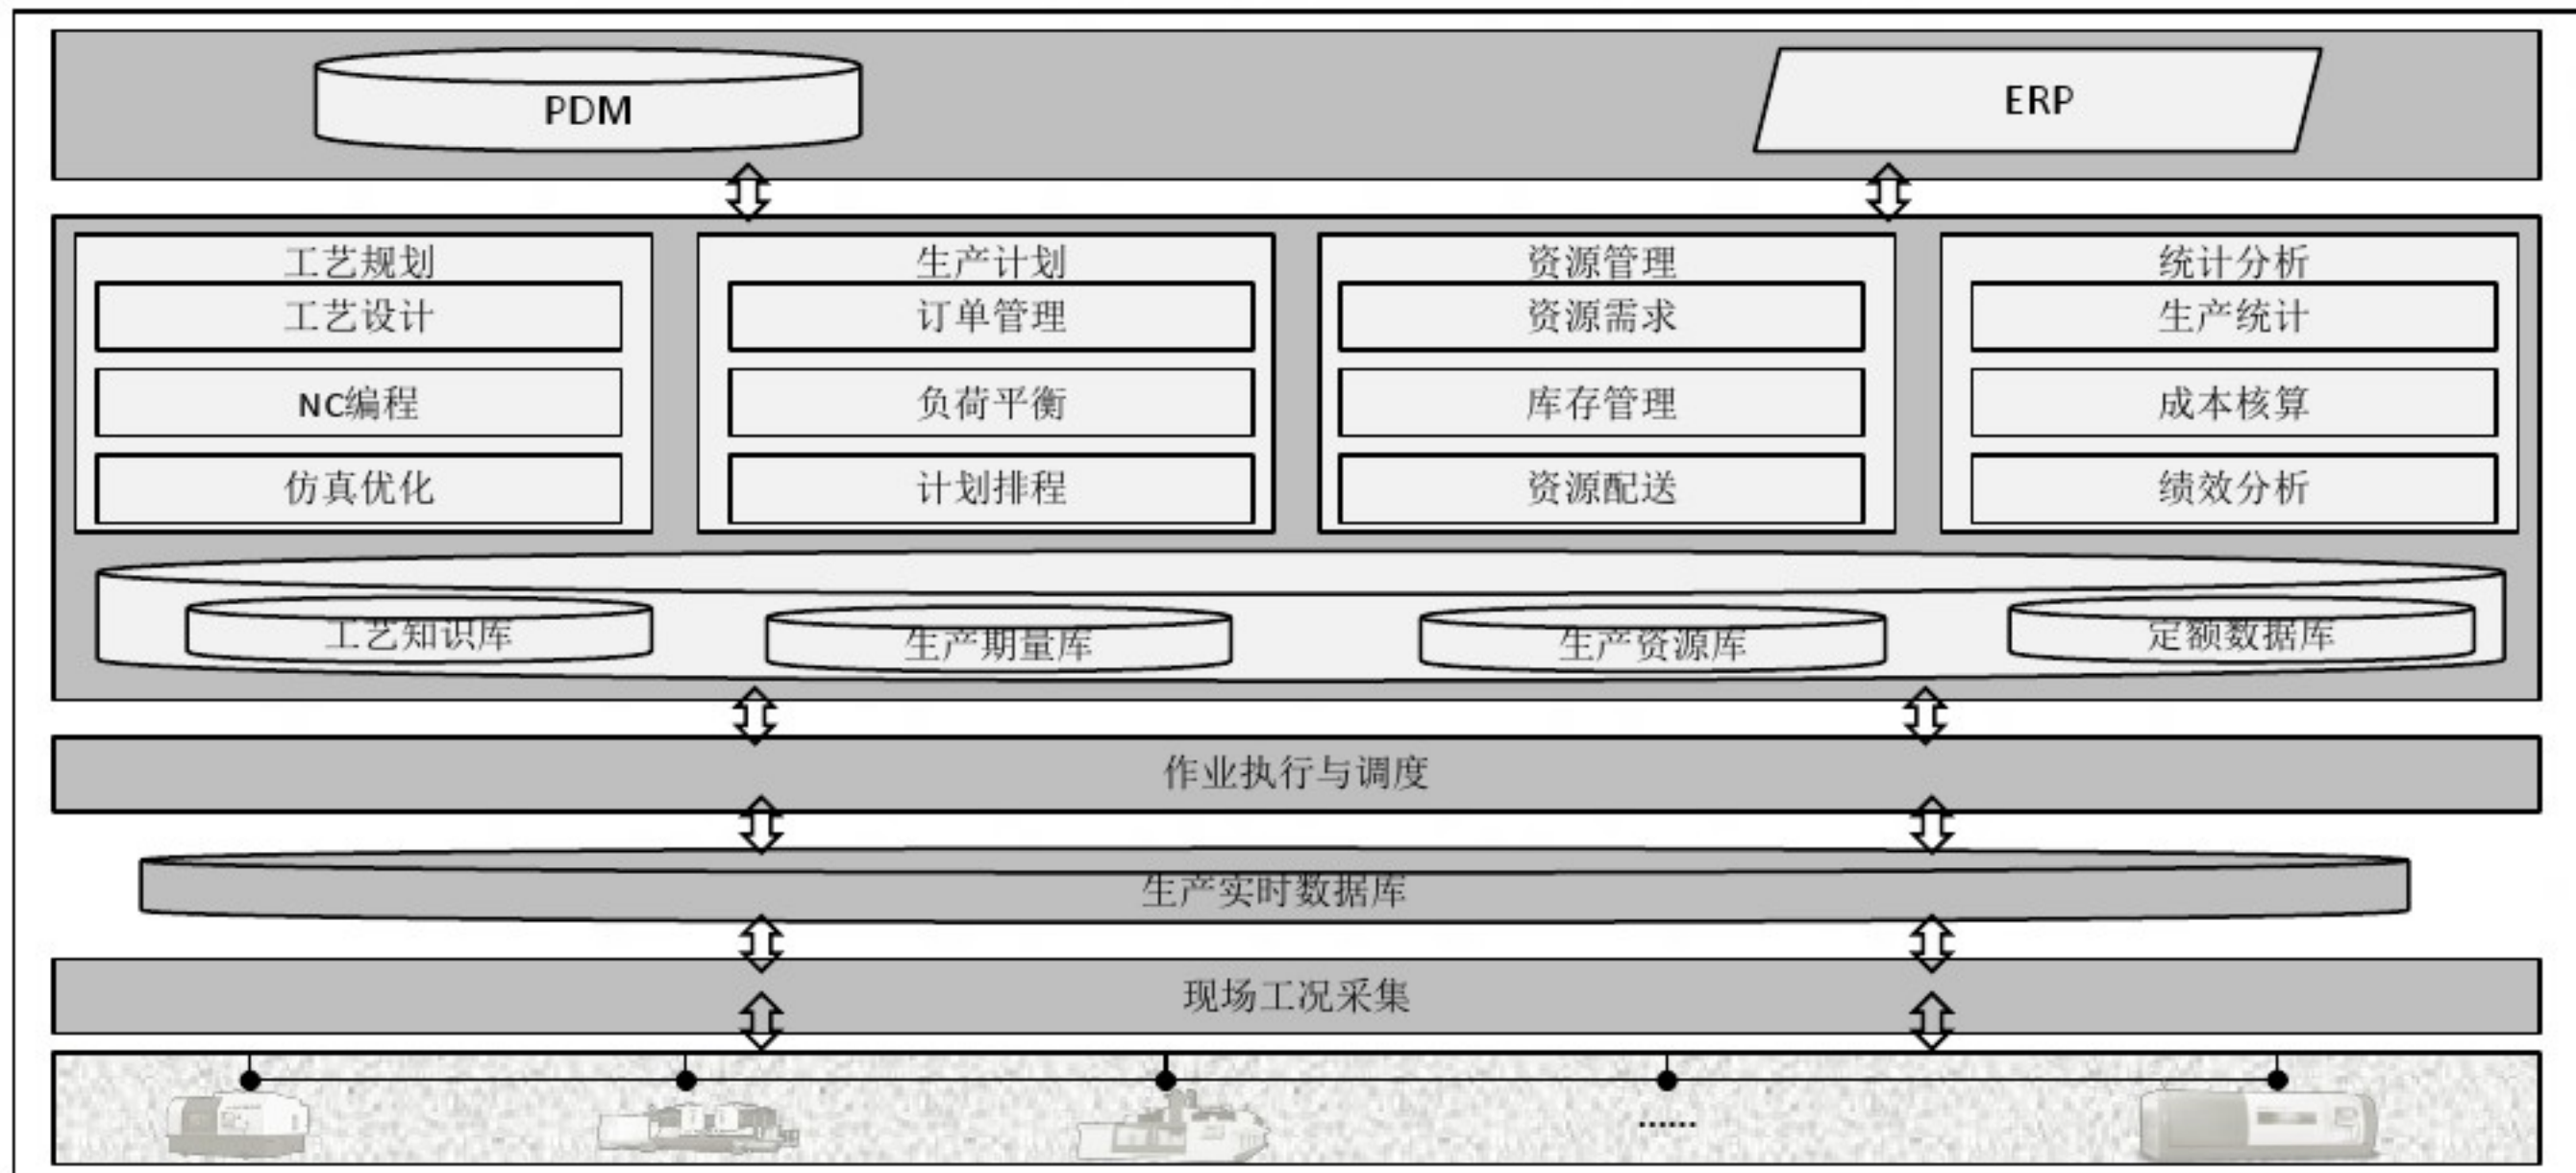 PDM
ERP
工艺规划
工艺设计
NC编程
仿真优化
生产计划
订单管理
负荷平衡
计划排程
资源管理
资源需求
库存管理
资源配送
统计分析
生产统计
成本核算
绩效分析
工艺知识库
生产期量库
生产资源库
定额数据库
作业执行与调度
生产实时数据库
现场工况采集
······